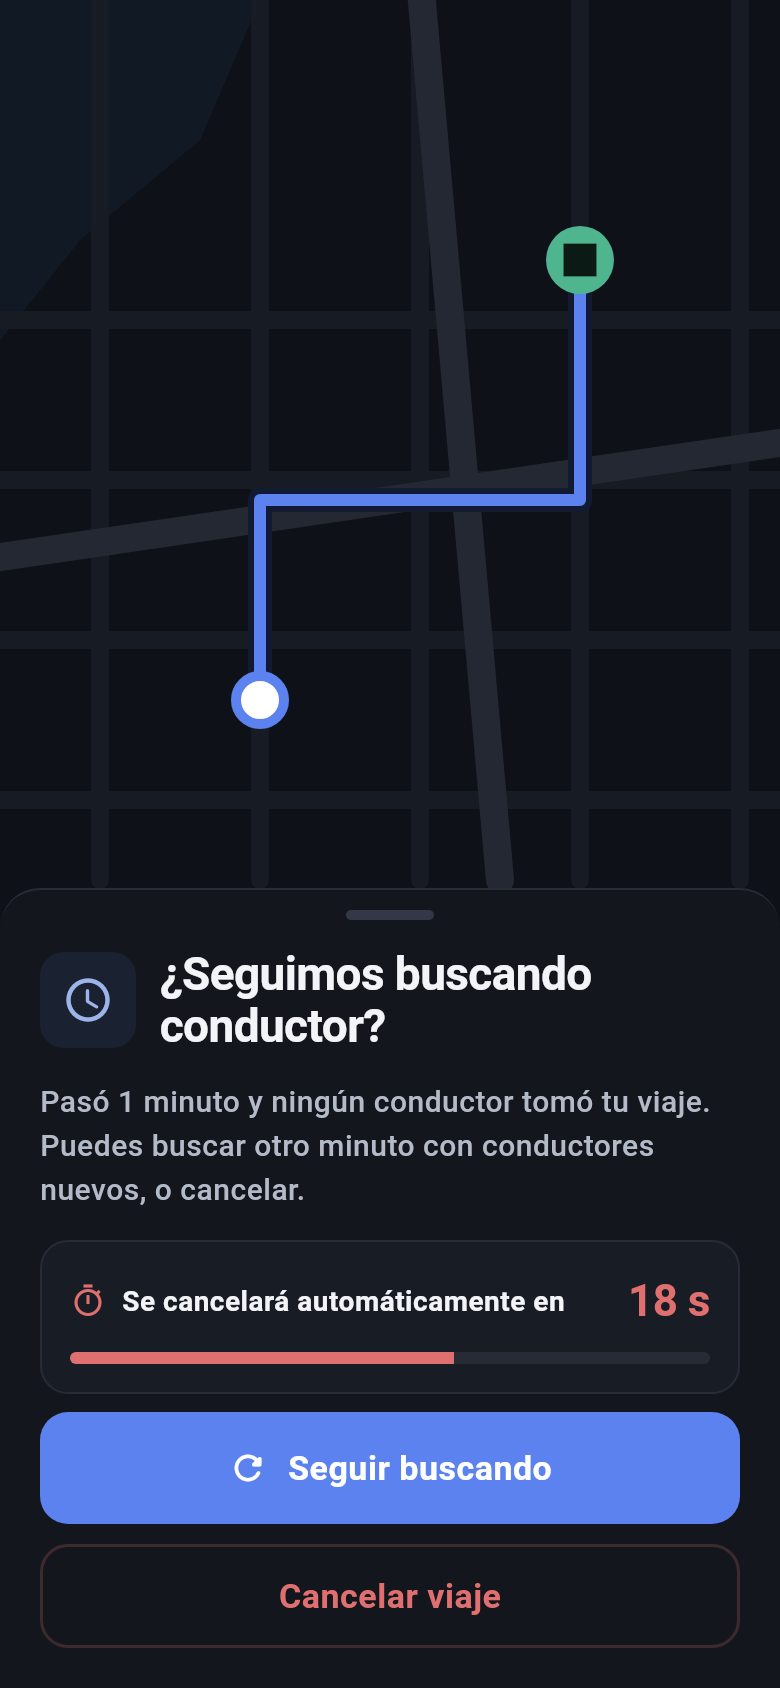 ¿Seguimos buscando
conductor?
Pasó 1 minuto y ningún conductor tomó tu viaje.
Puedes buscar otro minuto con conductores
nuevos, o cancelar.
Se cancelará automáticamente en 18 s
Seguir buscando
Cancelar viaje